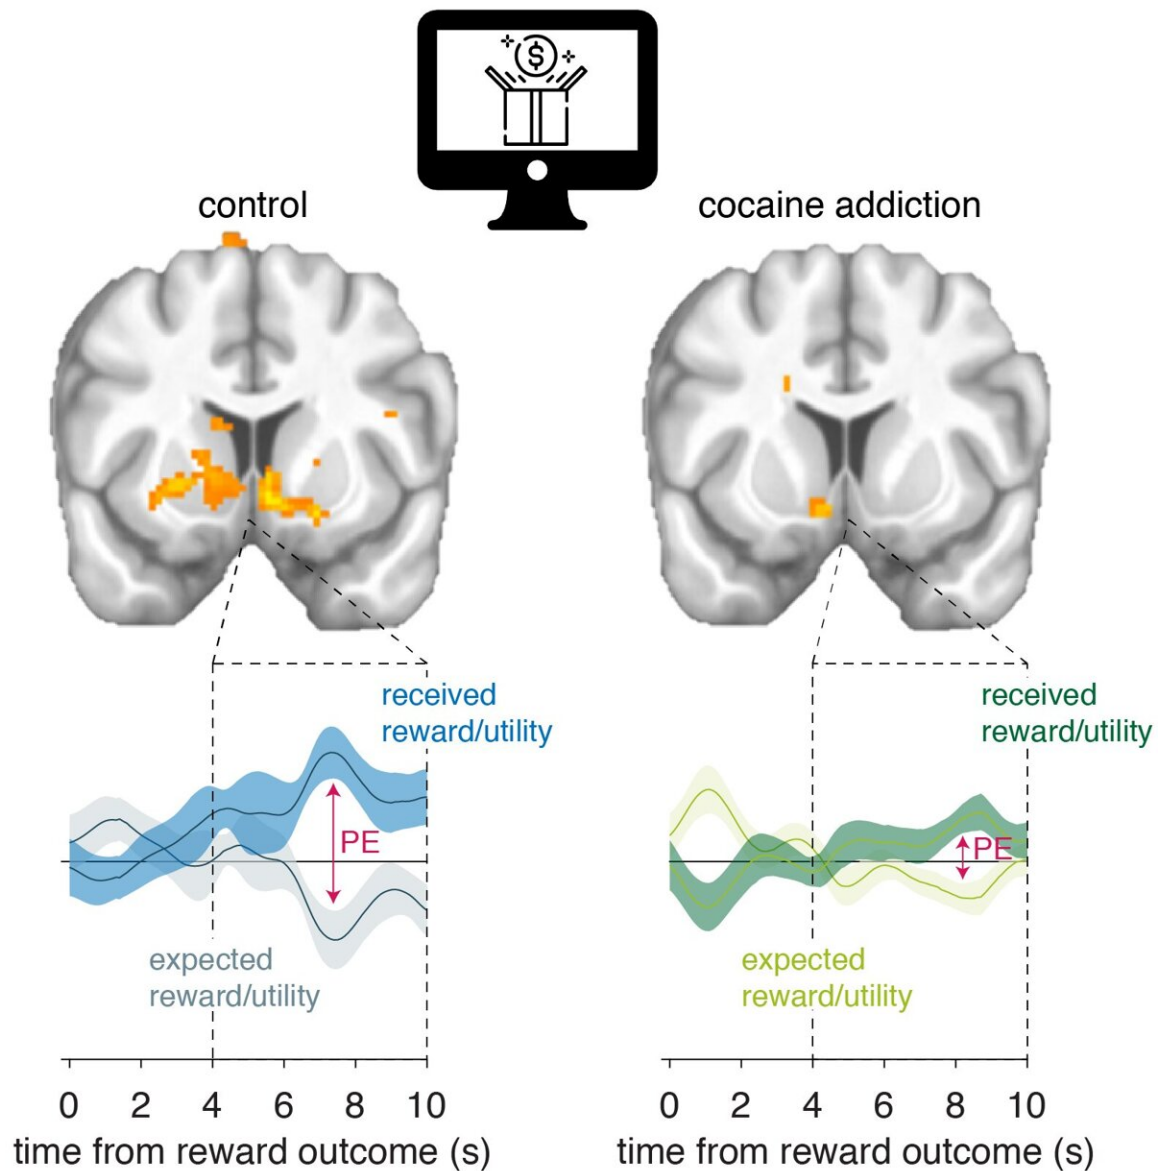 $
control
cocaine addiction
received
reward/utility
PE
expected
reward/utility
0 2 4 6 8 10
time from reward outcome (s)
received
reward/utility
PE
expected
reward/utility
0 2 4 6 8 10
time from reward outcome (s)